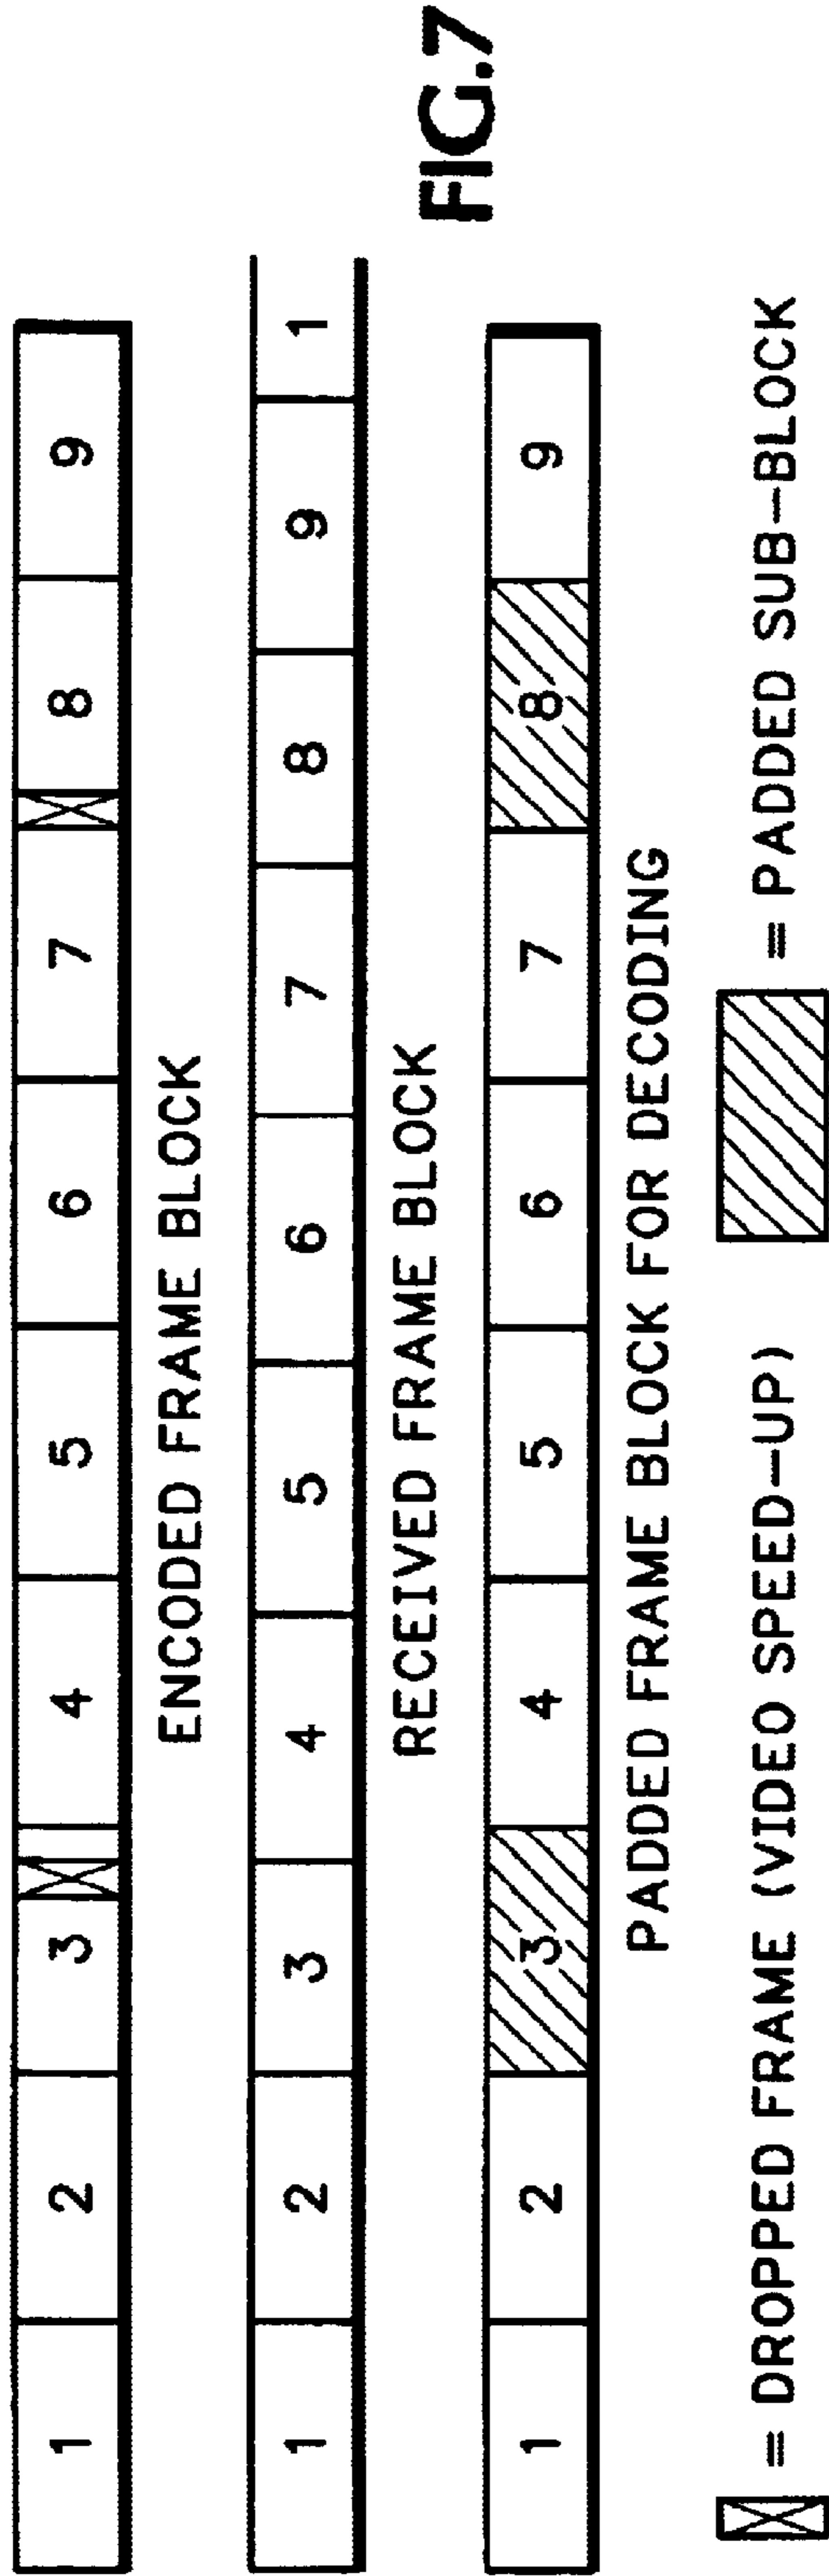 1 2 3 4 5 6 7 8 9
ENCODED FRAME BLOCK
1 2 3 4 5 6 7 8 9 1
RECEIVED FRAME BLOCK
1 2 3 4 5 6 7 8 9
PADDED FRAME BLOCK FOR DECODING
= DROPPED FRAME (VIDEO SPEED-UP)
= PADDED SUB-BLOCK
FIG.7